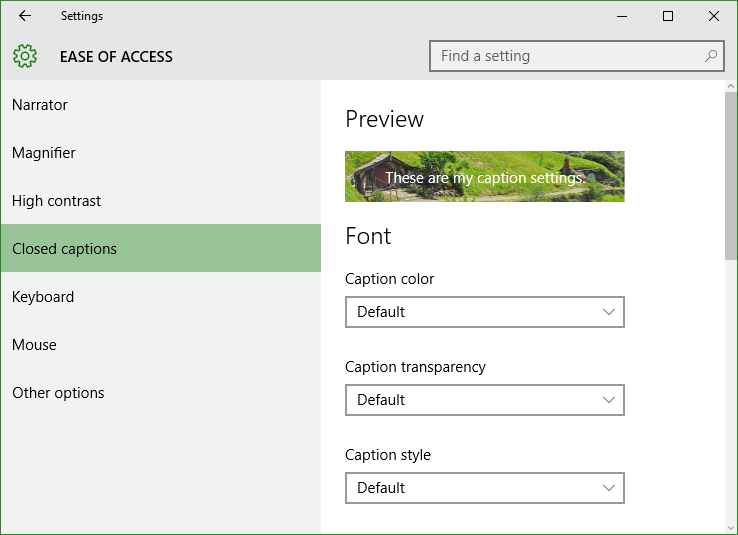 Settings
EASE OF ACCESS
Find a setting
Narrator
Magnifier
High contrast
Closed captions
Keyboard
Mouse
Other options
Preview
These are my caption settings.
Font
Caption color
Default
Caption transparency
Default
Caption style
Default